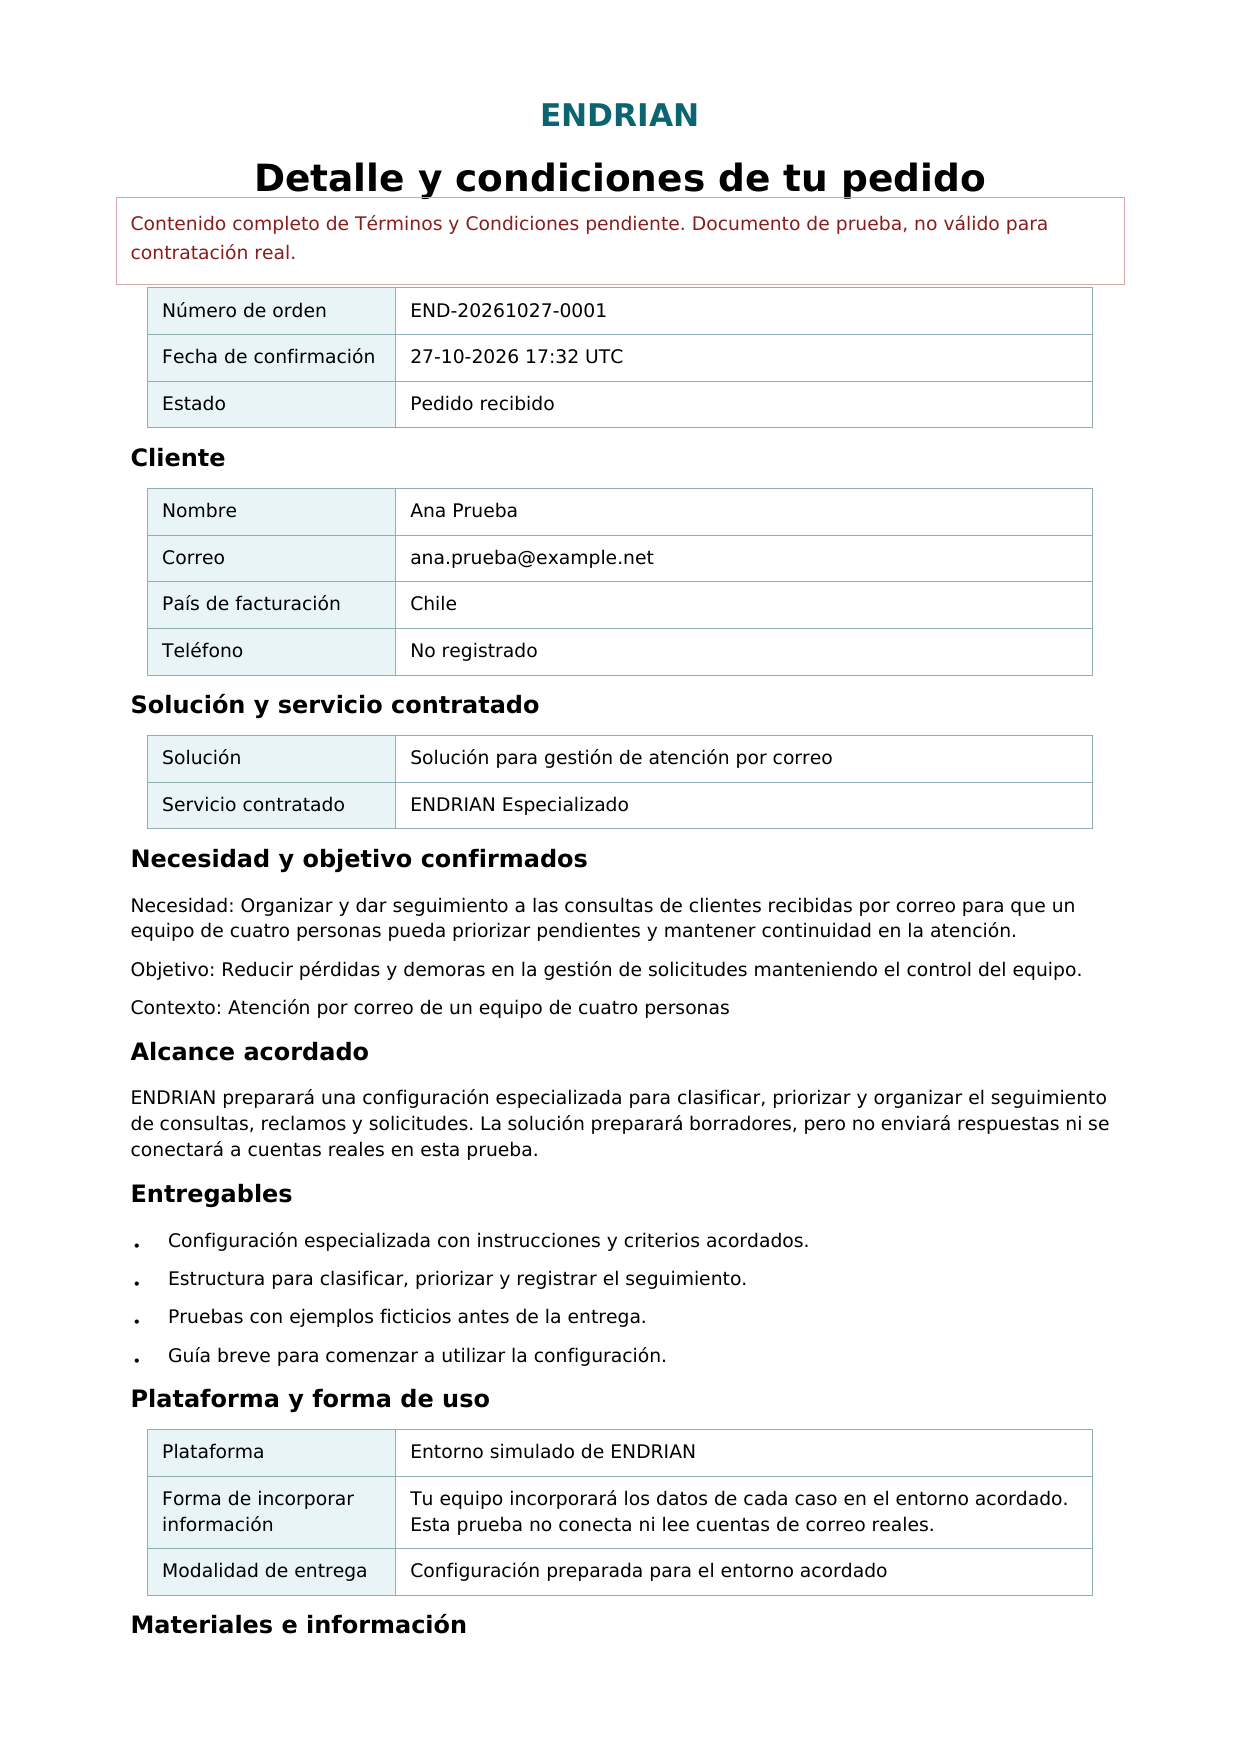 ENDRIAN
Detalle y condiciones de tu pedido
Contenido completo de Términos y Condiciones pendiente. Documento de prueba, no válido para
contratación real.
Número de orden END-20261027-0001
Fecha de confirmación 27-10-2026 17:32 UTC
Estado Pedido recibido
Cliente
Nombre Ana Prueba
Correo ana.prueba@example.net
País de facturación Chile
Teléfono No registrado
Solución y servicio contratado
Solución Solución para gestión de atención por correo
Servicio contratado ENDRIAN Especializado
Necesidad y objetivo confirmados
Necesidad: Organizar y dar seguimiento a las consultas de clientes recibidas por correo para que un
equipo de cuatro personas pueda priorizar pendientes y mantener continuidad en la atención.
Objetivo: Reducir pérdidas y demoras en la gestión de solicitudes manteniendo el control del equipo.
Contexto: Atención por correo de un equipo de cuatro personas
Alcance acordado
ENDRIAN preparará una configuración especializada para clasificar, priorizar y organizar el seguimiento
de consultas, reclamos y solicitudes. La solución preparará borradores, pero no enviará respuestas ni se
conectará a cuentas reales en esta prueba.
Entregables
• Configuración especializada con instrucciones y criterios acordados.
• Estructura para clasificar, priorizar y registrar el seguimiento.
• Pruebas con ejemplos ficticios antes de la entrega.
• Guía breve para comenzar a utilizar la configuración.
Plataforma y forma de uso
Plataforma Entorno simulado de ENDRIAN
Forma de incorporar Tu equipo incorporará los datos de cada caso en el entorno acordado.
información Esta prueba no conecta ni lee cuentas de correo reales.
Modalidad de entrega Configuración preparada para el entorno acordado
Materiales e información